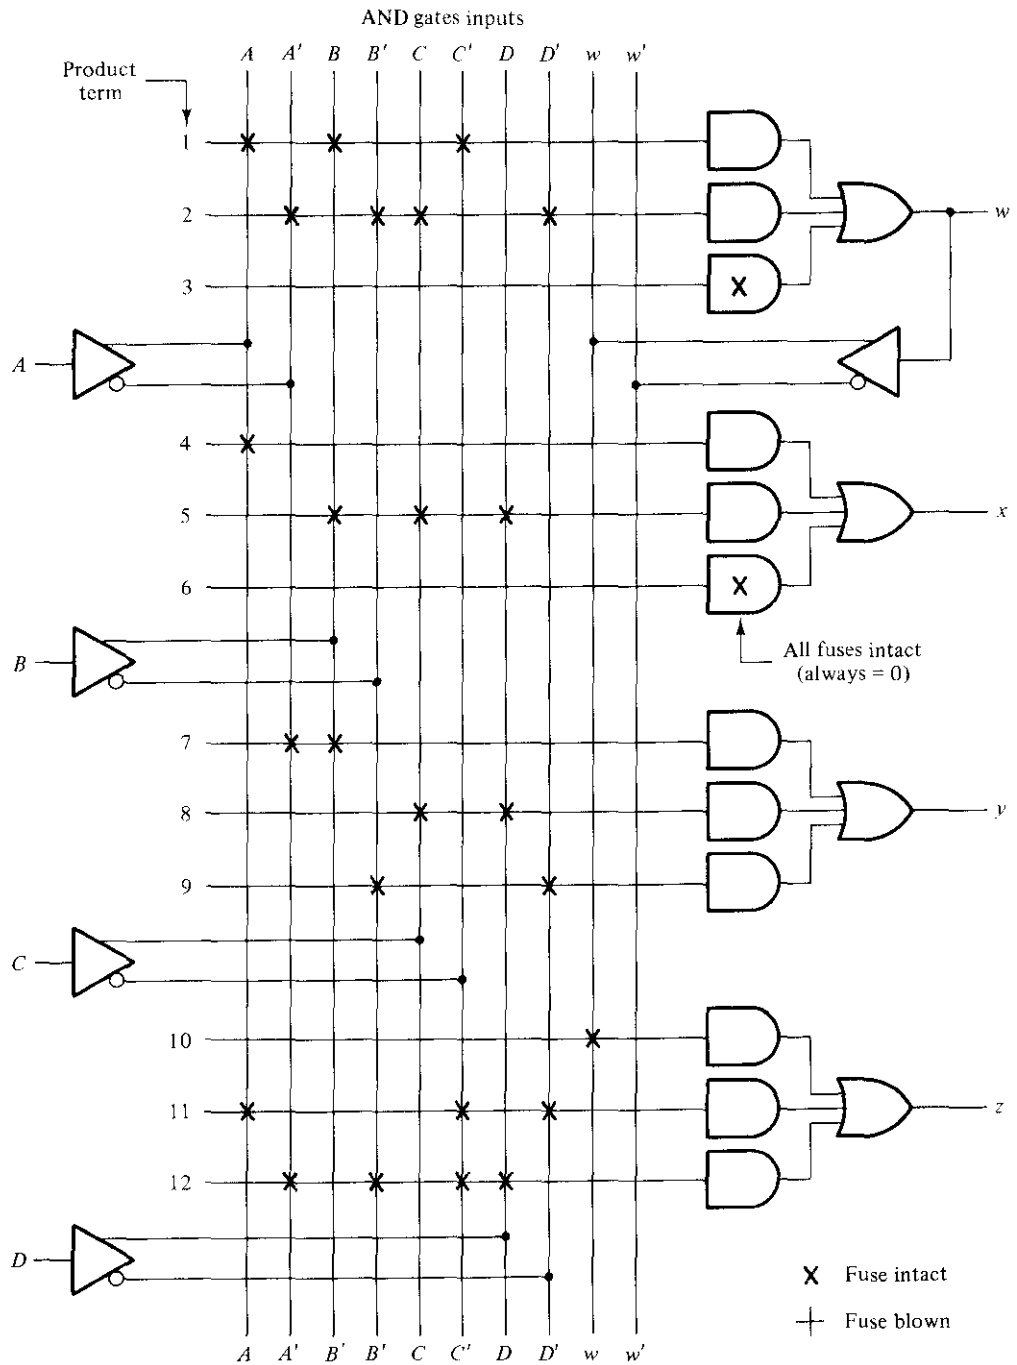 AND gates inputs
A A' B B' C C' D D' w w'
Product
term
1
2
w
3
A
4
5
x
6
All fuses intact
(always = 0)
B
7
8
y
9
C
10
11
z
12
D
X Fuse intact
Fuse blown
A A' B' B' C C' D D' w w'